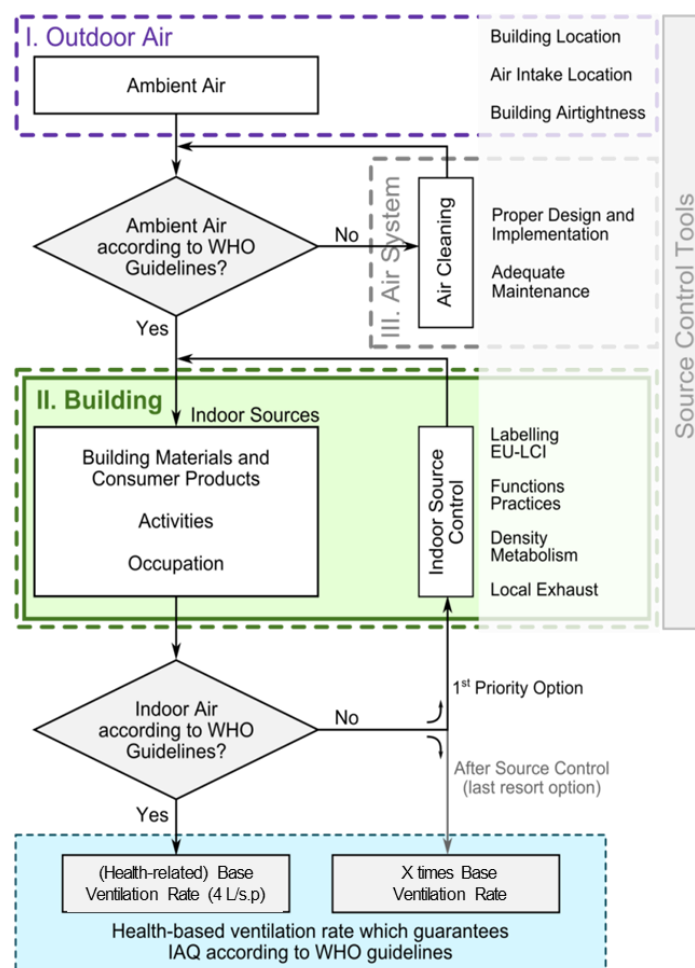 I. Outdoor Air
Ambient Air
Building Location
Air Intake Location
Building Airtightness
Source Control Tools
Ambient Air
according to WHO
Guidelines?
No
Yes
III. Air System
Air Cleaning
Proper Design and
Implementation
Adequate
Maintenance
II. Building
Indoor Sources
Building Materials and
Consumer Products
Activities
Occupation
Indoor Source
Control
Labelling
EU-LCI
Functions
Practices
Density
Metabolism
Local Exhaust
Indoor Air
according to WHO
Guidelines?
No
Yes
1st Priority Option
After Source Control
(last resort option)
(Health-related) Base
Ventilation Rate (4 L/s.p)
X times Base
Ventilation Rate
Health-based ventilation rate which guarantees
IAQ according to WHO guidelines